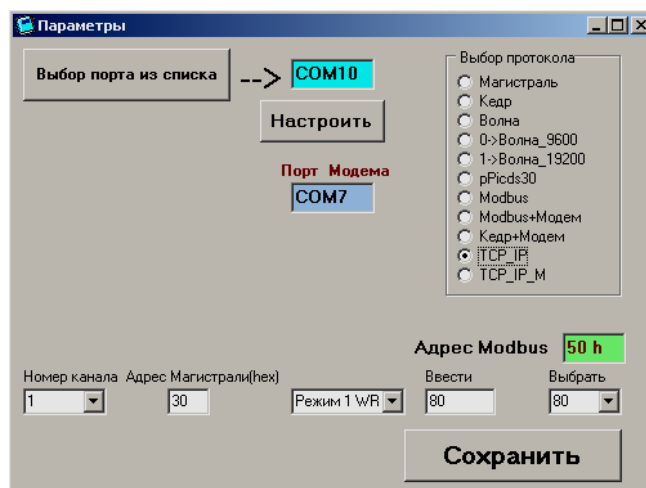 Параметры
Выбор порта из списка
-->
COM10
Настроить
Порт Модема
COM7
Выбор протокола
Магистраль
Кедр
Волна
0->Волна_9600
1->Волна_19200
pPicds30
Modbus
Modbus+Модем
Кедр+Модем
TCP_IP
TCP_IP_M
Адрес Modbus
50 h
Номер канала
Адрес Магистрали(hex)
Ввести
Выбрать
1
30
Режим 1 WR
80
80
Сохранить